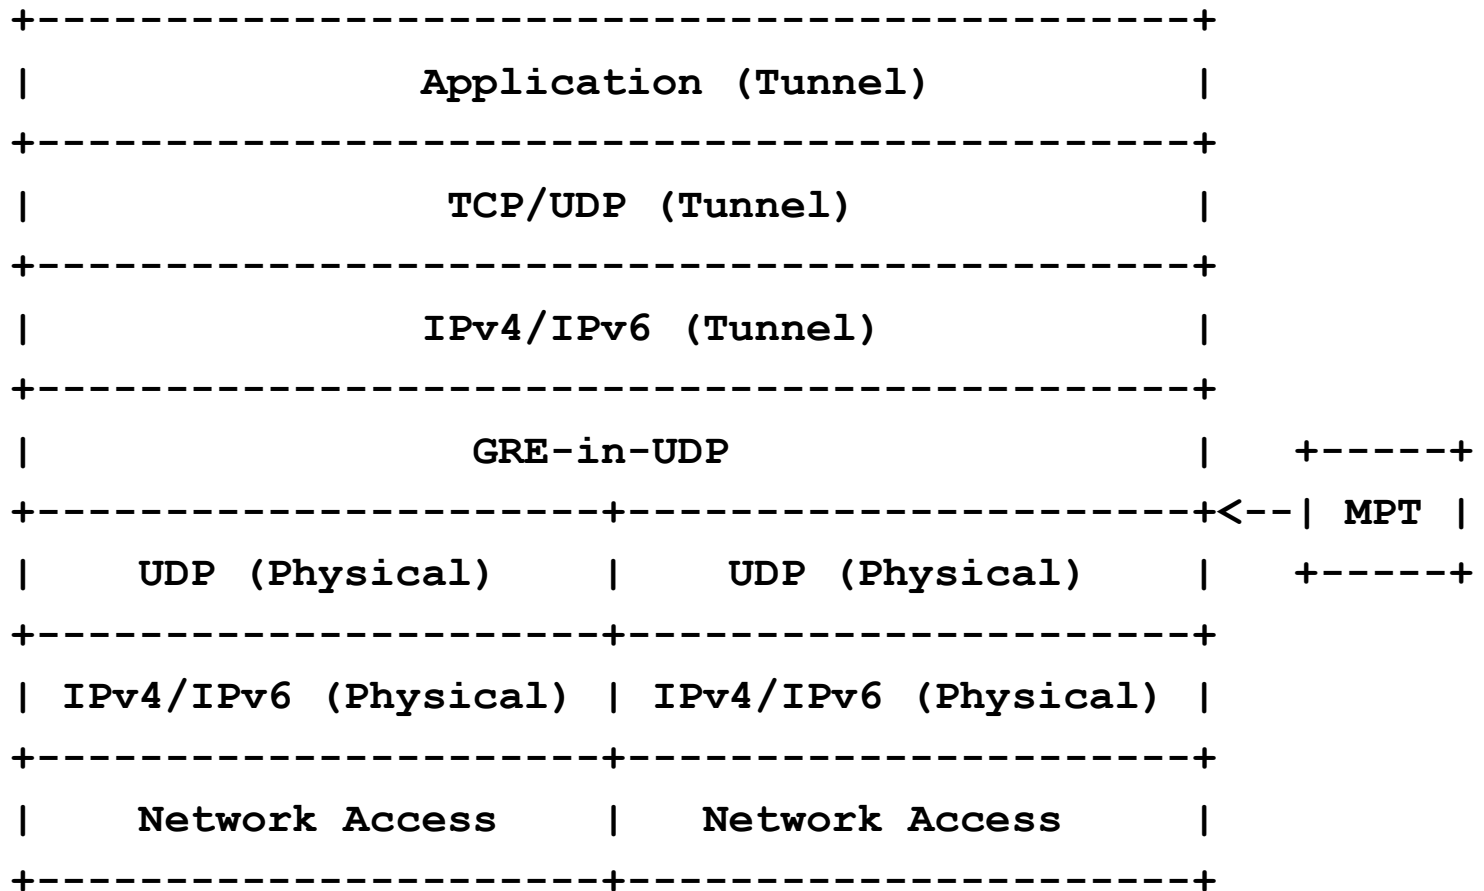 +---------------------------------------------+
|               Application (Tunnel)          |
+---------------------------------------------+
|                TCP/UDP (Tunnel)             |
+---------------------------------------------+
|               IPv4/IPv6 (Tunnel)            |
+---------------------------------------------+
|                 GRE-in-UDP                  |   +-----+
+----------------------+----------------------+<--| MPT |
|    UDP (Physical)    |    UDP (Physical)    |   +-----+
+----------------------+----------------------+
| IPv4/IPv6 (Physical) | IPv4/IPv6 (Physical) |
+----------------------+----------------------+
|    Network Access    |   Network Access     |
+----------------------+----------------------+